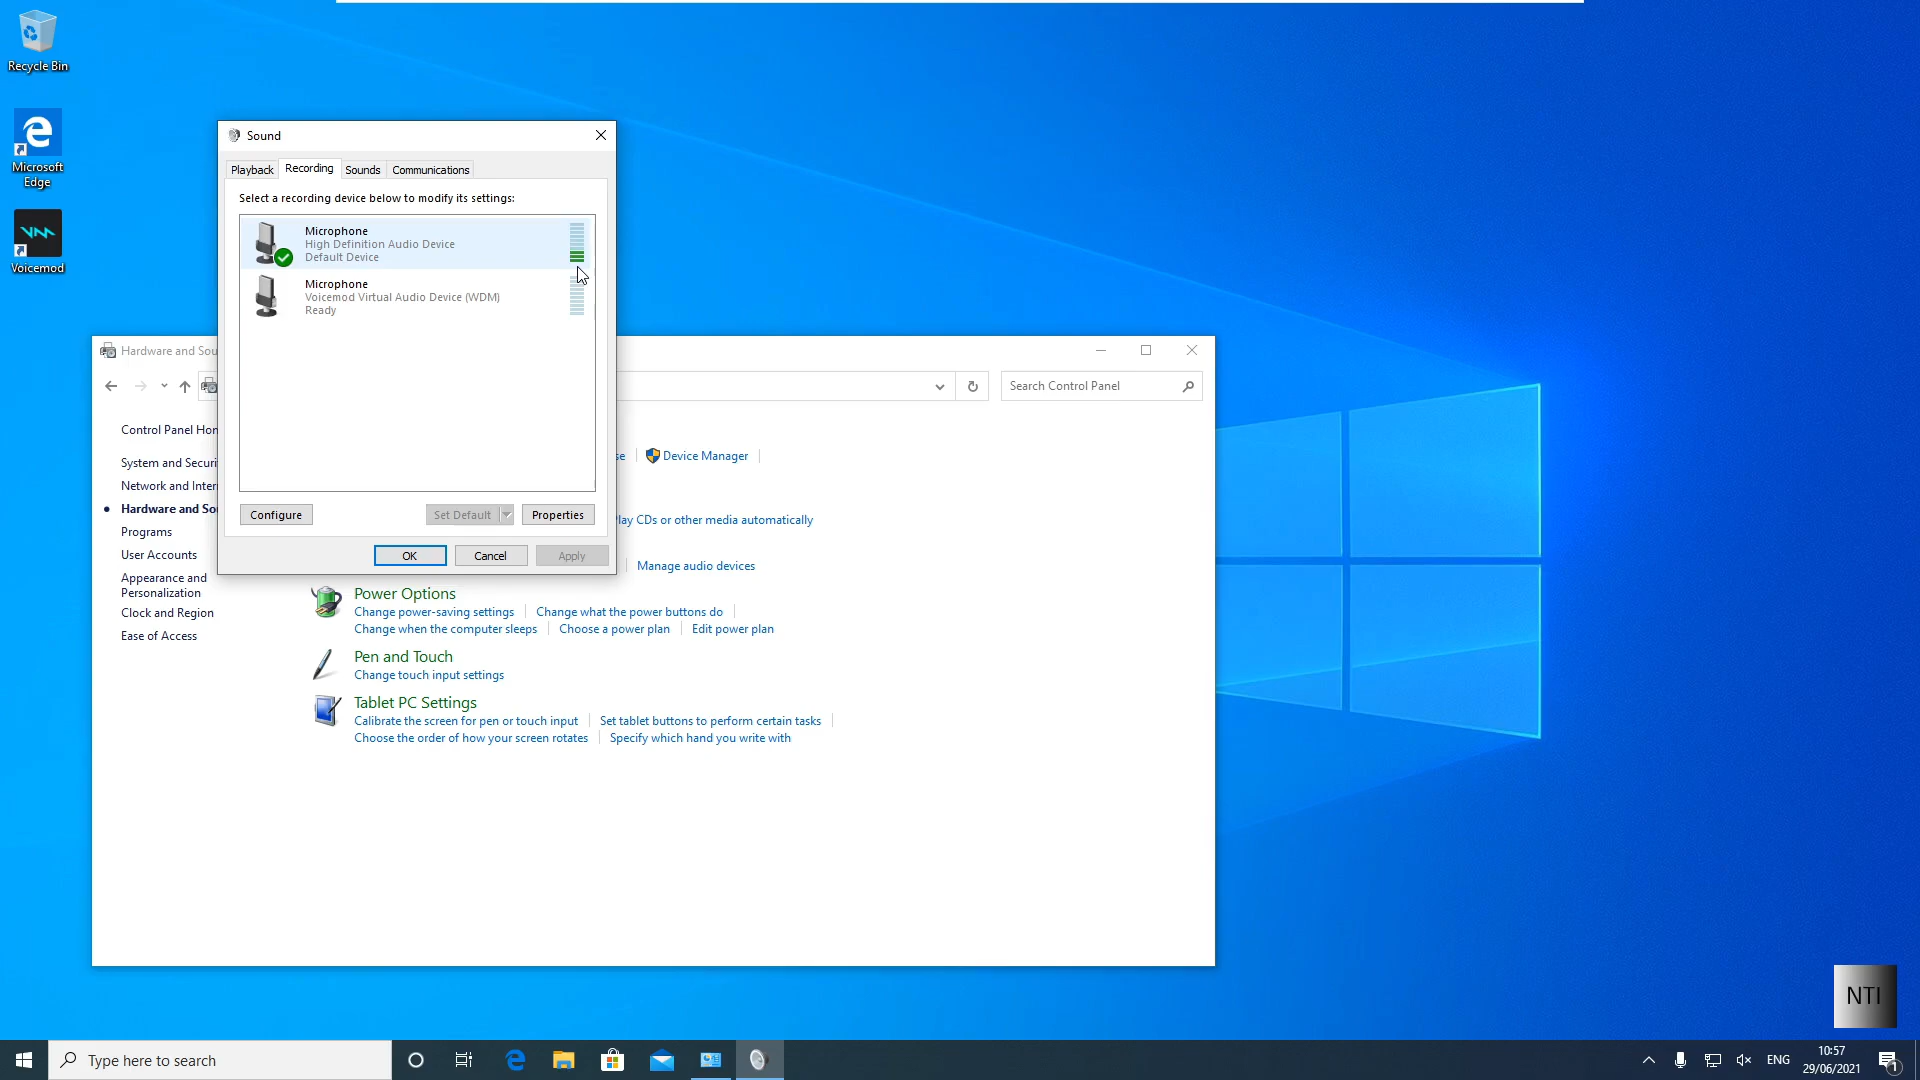 Recycle Bin
Microsoft
Edge
Voicemod
Sound
Playback
Recording
Sounds
Communications
Select a recording device below to modify its settings:
Microphone
High Definition Audio Device
Default Device
Microphone
Voicemod Virtual Audio Device (WDM)
Ready
Configure
Set Default
Properties
OK
Cancel
Apply
Hardware and Sou
Search Control Panel
Control Panel Hom
System and Securi
Network and Inter
Hardware and So
Programs
User Accounts
Appearance and
Personalization
Clock and Region
Ease of Access
se
Device Manager
lay CDs or other media automatically
Manage audio devices
Power Options
Change power-saving settings
Change what the power buttons do
Change when the computer sleeps
Choose a power plan
Edit power plan
Pen and Touch
Change touch input settings
Tablet PC Settings
Calibrate the screen for pen or touch input
Set tablet buttons to perform certain tasks
Choose the order of how your screen rotates
Specify which hand you write with
NTI
Type here to search
ENG
10:57
29/06/2021
1